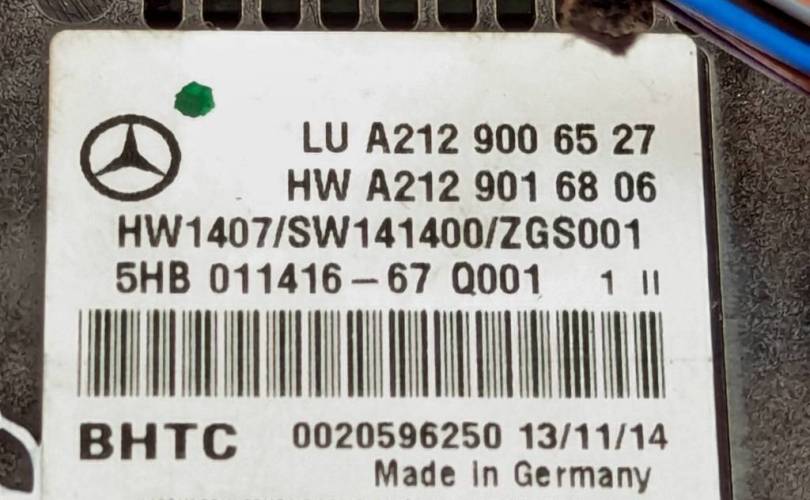 LU A212 900 65 27
HW A212 901 68 06
HW1407/SW141400/ZGS001
5HB 011416-67 Q001 1 II
BHTC 0020596250 13/11/14
Made in Germany